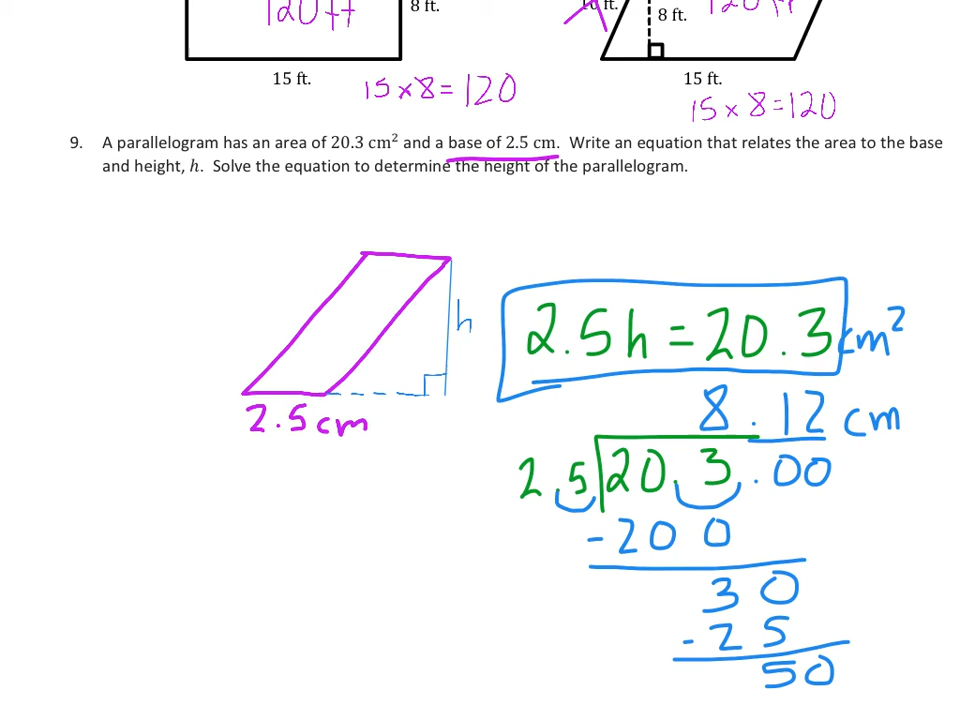 120ft
8 ft.
ft.
8 ft.
15 ft.
15 x 8 = 120
15 ft.
15 x 8 = 120
9. A parallelogram has an area of 20.3 cm² and a base of 2.5 cm. Write an equation that relates the area to the base
and height, h. Solve the equation to determine the height of the parallelogram.
h
2.5h = 20.3 cm²
2.5cm
8.12 cm
2.5 20.3.00
-200
30
-25
50